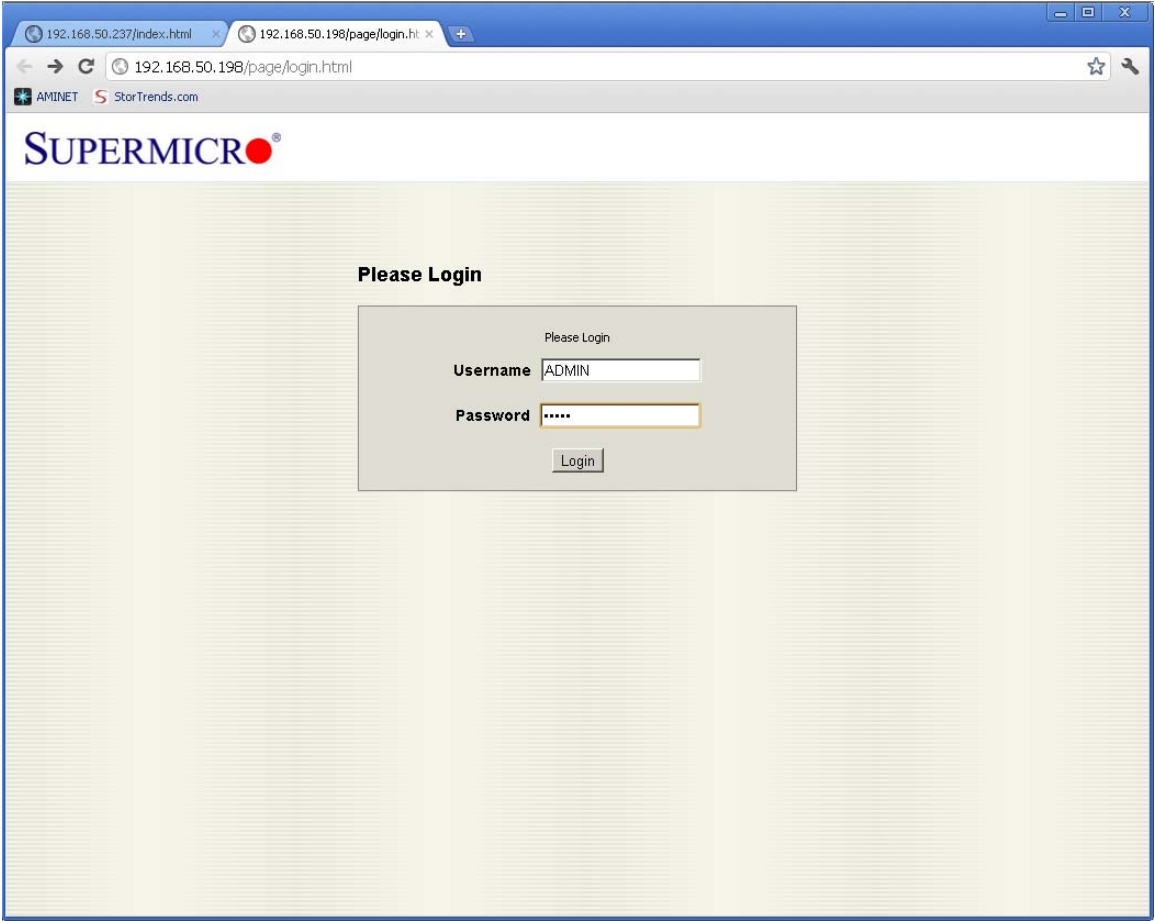 192.168.50.237/index.html
192.168.50.198/page/login.ht
192.168.50.198/page/login.html
AMINET S StorTrends.com
SUPERMICRO®
Please Login
Please Login
Username ADMIN
Password •••••
Login